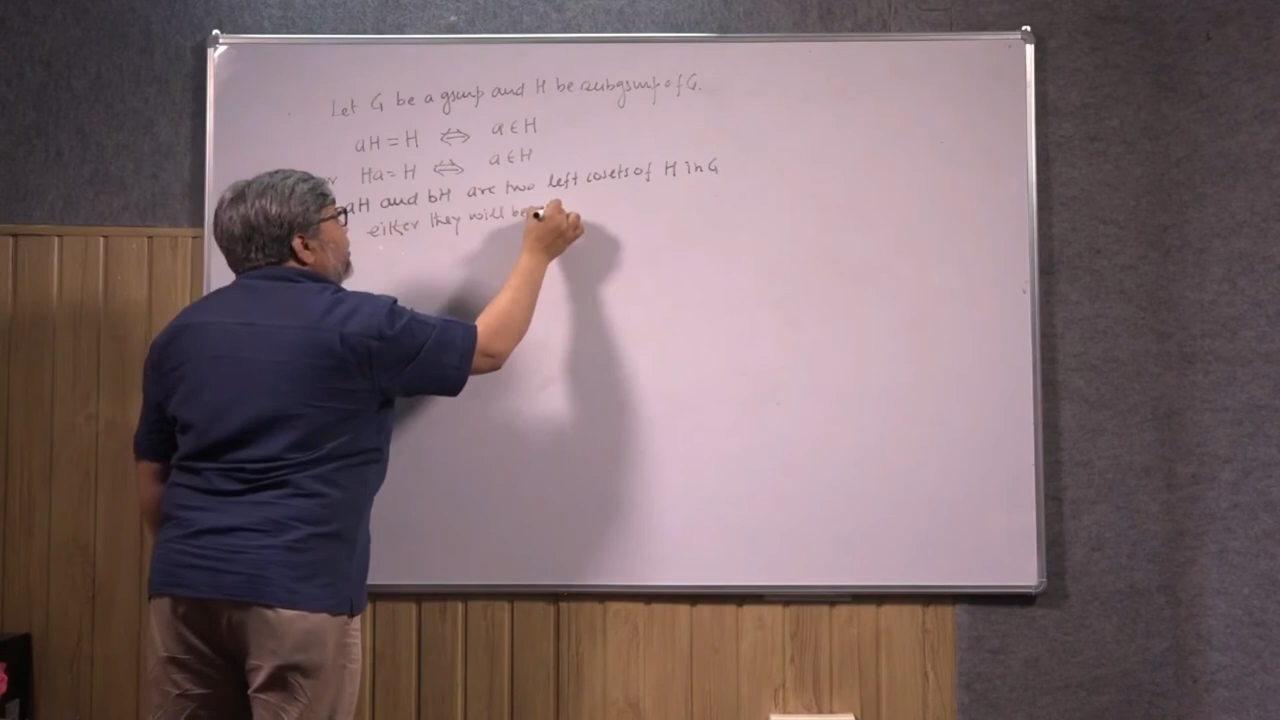 Let G be a group and H be subgroup of G.
aH = H ⇔ a ∈ H
Ha = H ⇔ a ∈ H
aH and bH are two left cosets of H in G
either they will be